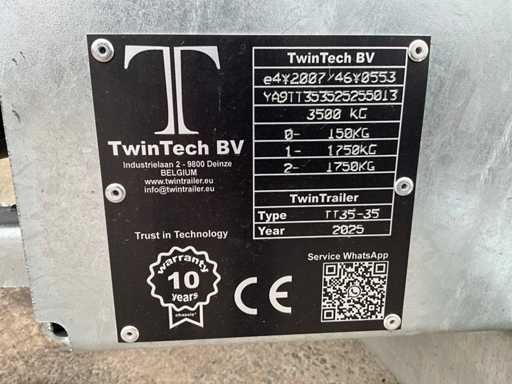 T
TwinTech BV
Industrielaan 2 - 9800 Deinze
BELGIUM
www.twintrailer.eu
info@twintrailer.eu
Trust in Technology
warranty
10
years
chassis*
TwinTech BV
e4*2007/46*0553
YA9TT353525255013
3500 KG
0- 150KG
1- 1750KG
2- 1750KG
TwinTrailer
Type TT35-35
Year 2025
Service WhatsApp
CE